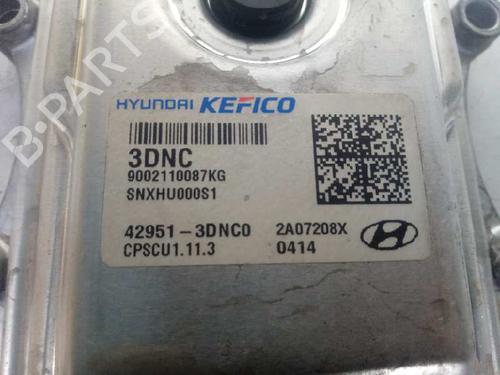 B-PARTS
HYUNDAI KEFICO
3DNC
9002110087KG
SNXHU000S1
42951-3DNC0 2A07208X
CPSCU1.11.3 0414